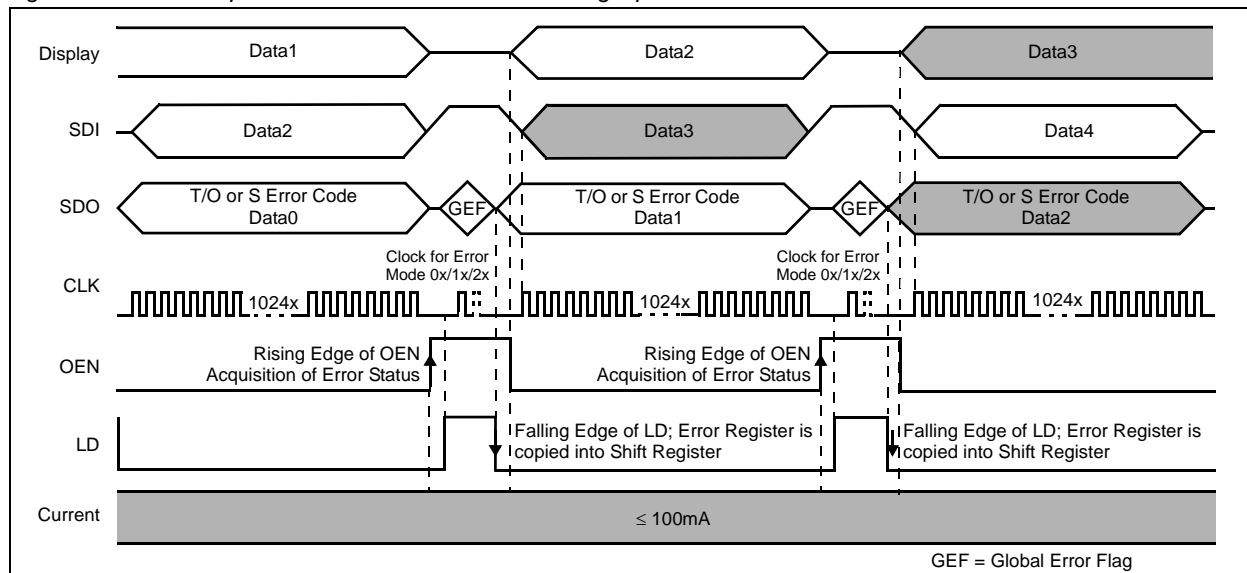 Display
Data1
Data2
Data3
SDI
Data2
Data3
Data4
SDO
T/O or S Error Code
Data0
GEF
T/O or S Error Code
Data1
GEF
T/O or S Error Code
Data2
Clock for Error
Mode 0x/1x/2x
Clock for Error
Mode 0x/1x/2x
CLK
1024x
1024x
1024x
OEN
Rising Edge of OEN
Acquisition of Error Status
Rising Edge of OEN
Acquisition of Error Status
LD
Falling Edge of LD; Error Register is
copied into Shift Register
Falling Edge of LD; Error Register is
copied into Shift Register
Current
≤ 100mA
GEF = Global Error Flag